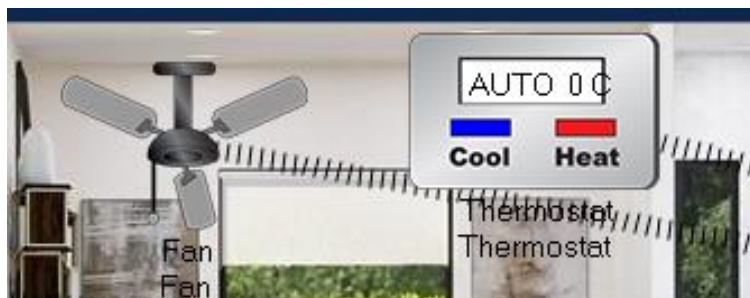 AUTO 0 C
Cool Heat
Thermostat
Thermostat
Fan
Fan